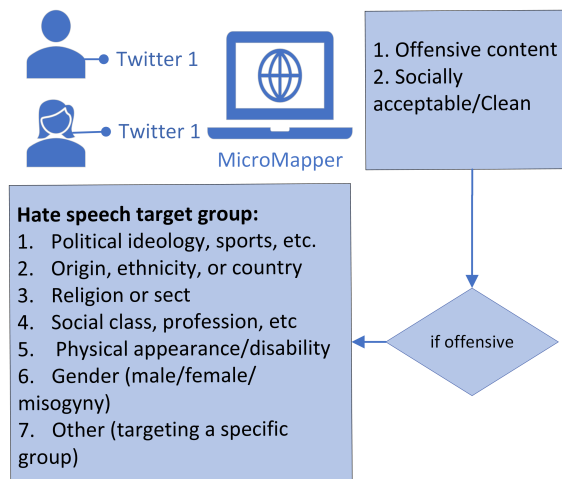 Twitter 1
Twitter 1
MicroMapper
1. Offensive content
2. Socially
acceptable/Clean
if offensive
Hate speech target group:
1. Political ideology, sports, etc.
2. Origin, ethnicity, or country
3. Religion or sect
4. Social class, profession, etc
5. Physical appearance/disability
6. Gender (male/female/
misogyny)
7. Other (targeting a specific
group)